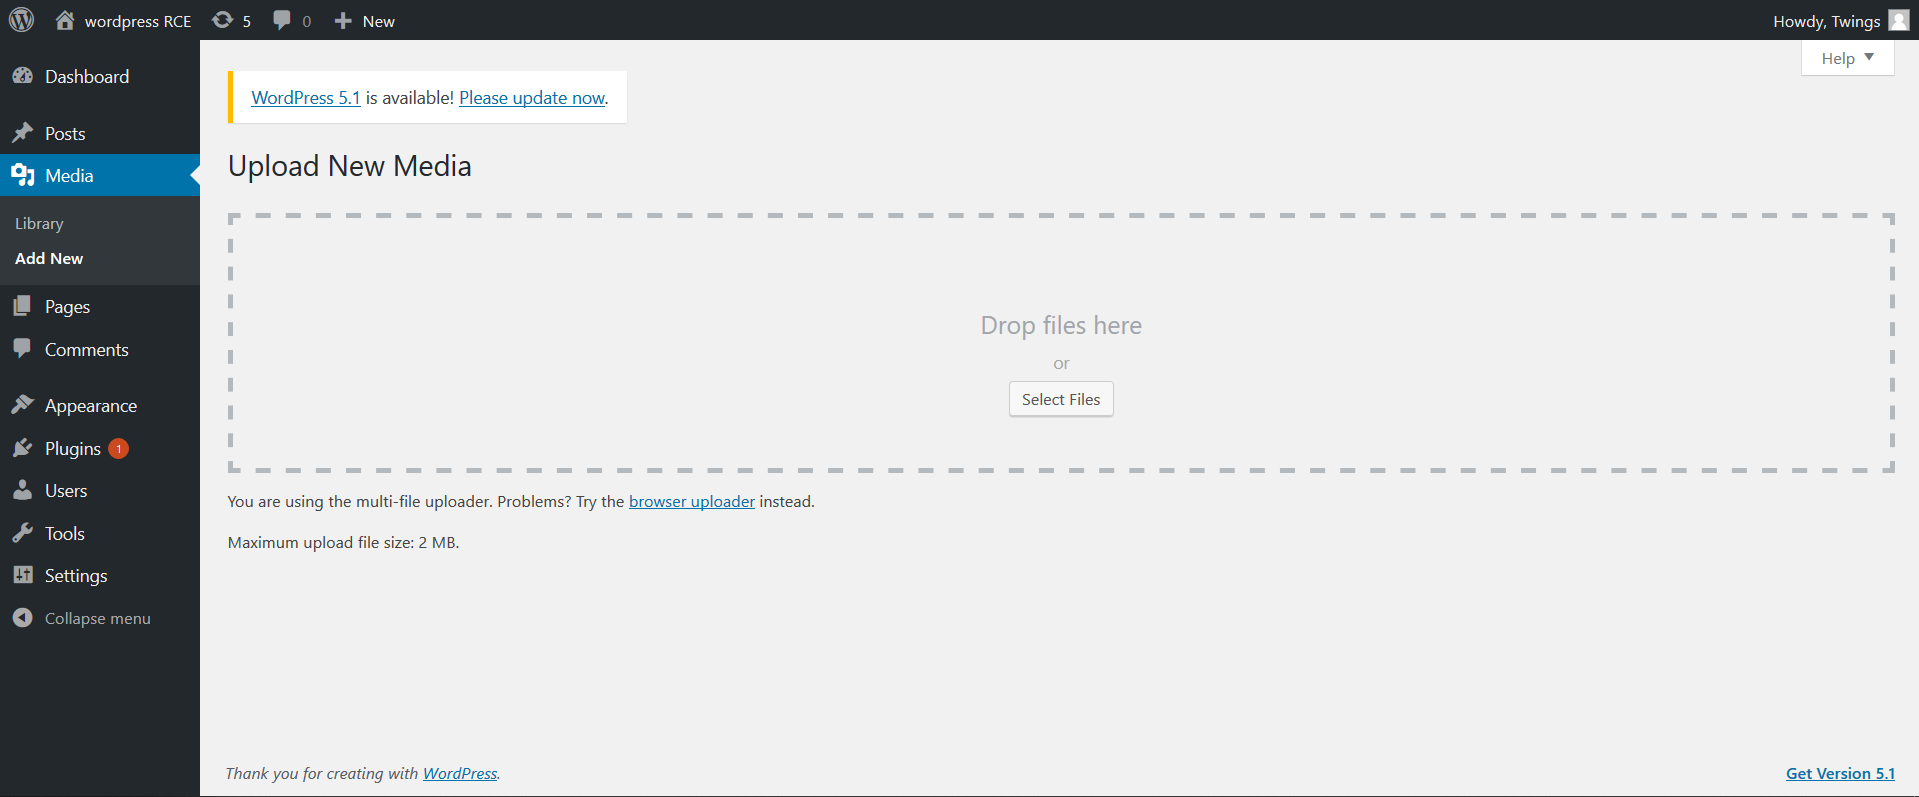 wordpress RCE 5 0 New Howdy, Twings
Help
Dashboard
Posts
Media
Library
Add New
Pages
Comments
Appearance
Plugins 1
Users
Tools
Settings
Collapse menu
WordPress 5.1 is available! Please update now.
Upload New Media
Drop files here
or
Select Files
You are using the multi-file uploader. Problems? Try the browser uploader instead.
Maximum upload file size: 2 MB.
Thank you for creating with WordPress.
Get Version 5.1